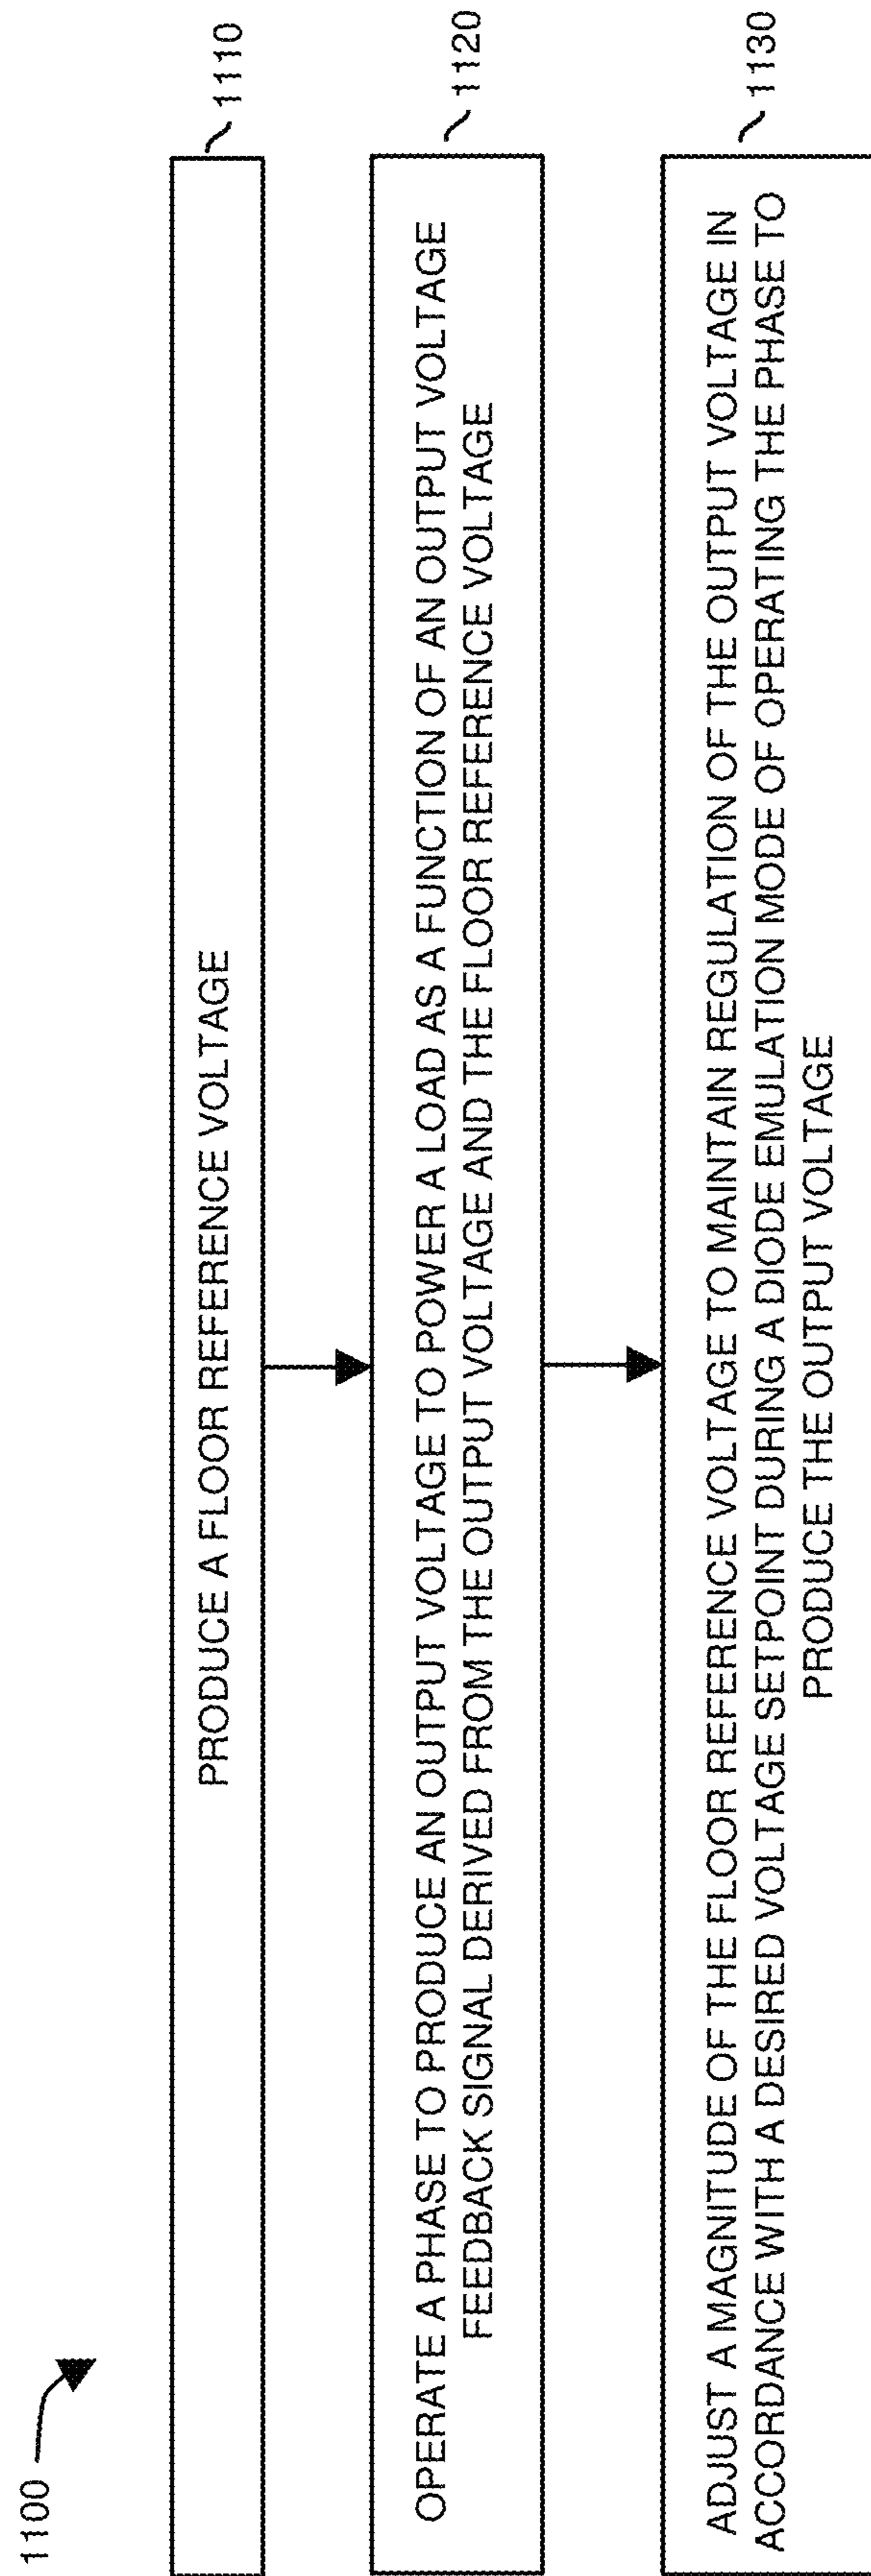 1100
PRODUCE A FLOOR REFERENCE VOLTAGE
1110
OPERATE A PHASE TO PRODUCE AN OUTPUT VOLTAGE TO POWER A LOAD AS A FUNCTION OF AN OUTPUT VOLTAGE
FEEDBACK SIGNAL DERIVED FROM THE OUTPUT VOLTAGE AND THE FLOOR REFERENCE VOLTAGE
1120
ADJUST A MAGNITUDE OF THE FLOOR REFERENCE VOLTAGE TO MAINTAIN REGULATION OF THE OUTPUT VOLTAGE IN
ACCORDANCE WITH A DESIRED VOLTAGE SETPOINT DURING A DIODE EMULATION MODE OF OPERATING THE PHASE TO
PRODUCE THE OUTPUT VOLTAGE
1130